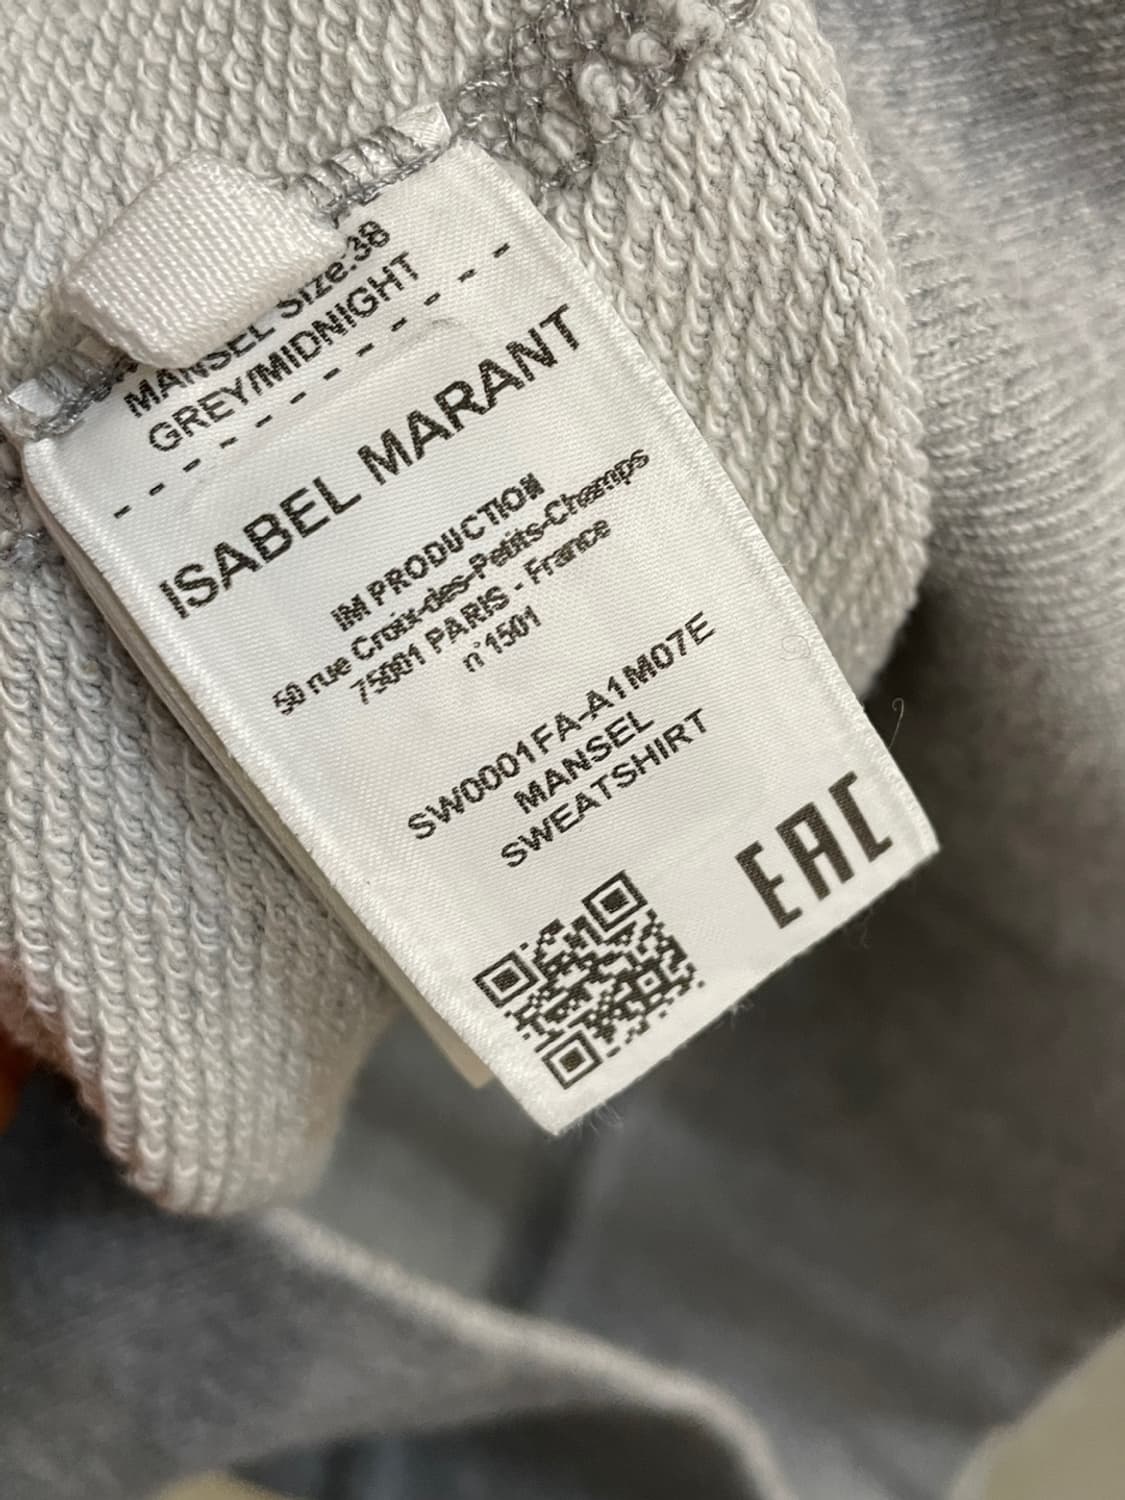 MANSEL Size:38
GREY/MIDNIGHT
ISABEL MARANT
IM PRODUCTION
50 rue Croix-des-Petits-Champs
75001 PARIS - France
n°1501
SW0001FA-A1M07E
MANSEL
SWEATSHIRT
EAC